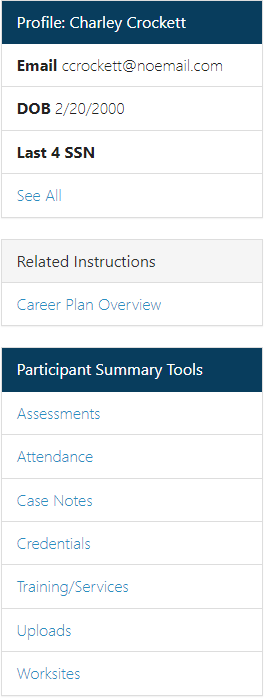 Profile: Charley Crockett
Email ccrockett@noemail.com
DOB 2/20/2000
Last 4 SSN
See All
Related Instructions
Career Plan Overview
Participant Summary Tools
Assessments
Attendance
Case Notes
Credentials
Training/Services
Uploads
Worksites